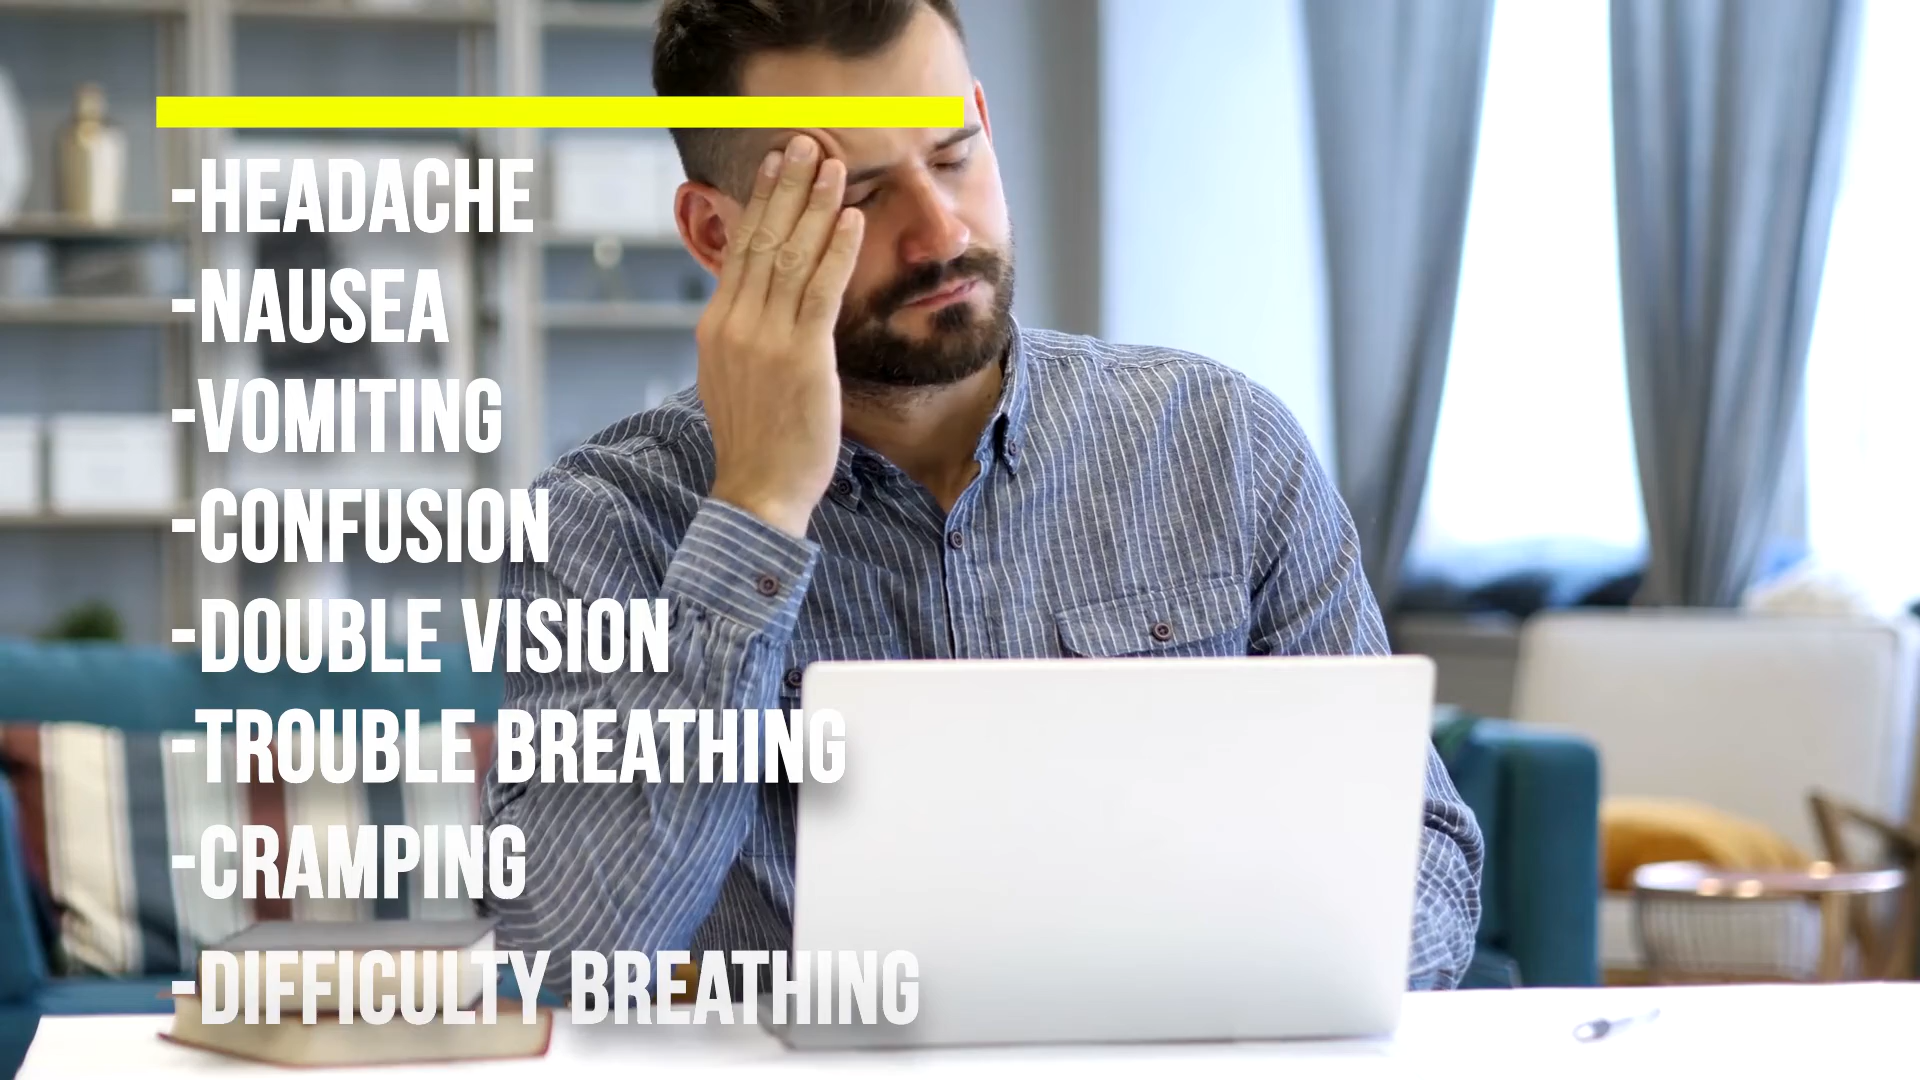 -HEADACHE
-NAUSEA
-VOMITING
-CONFUSION
-DOUBLE VISION
-TROUBLE BREATHING
-CRAMPING
-DIFFICULTY BREATHING